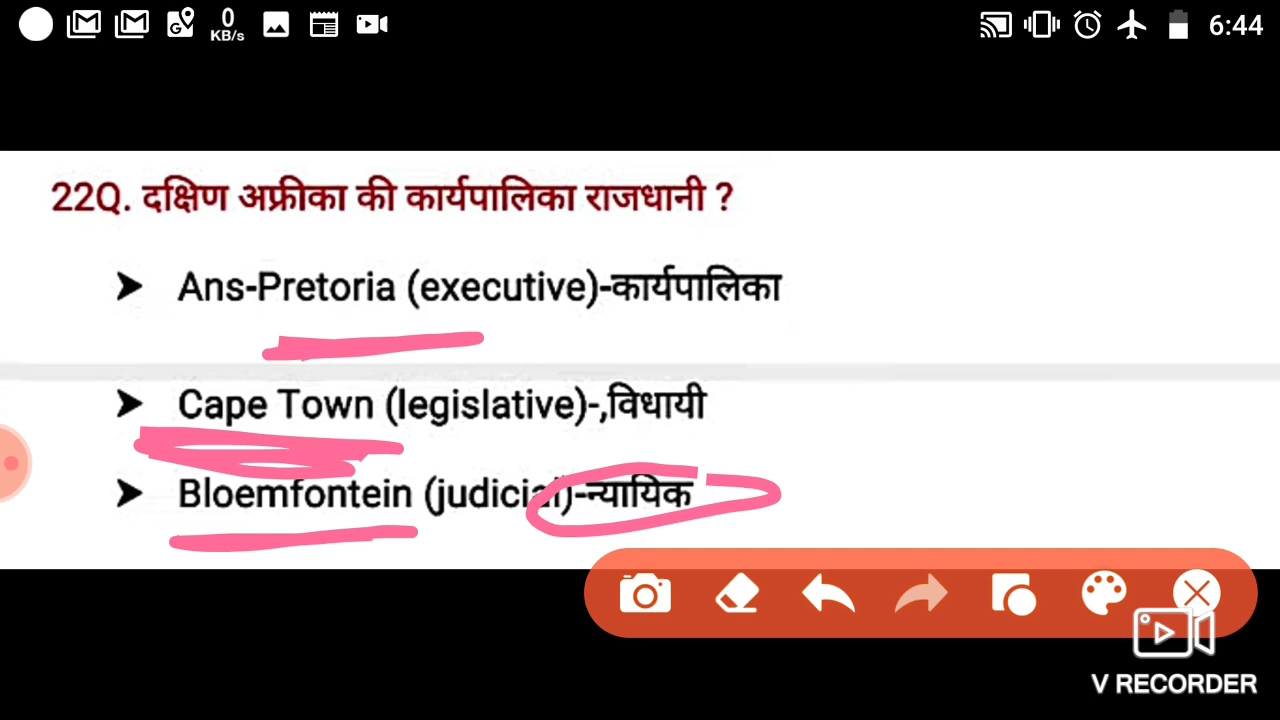 0
KB/s
6:44
22Q. दक्षिण अफ्रीका की कार्यपालिका राजधानी ?
➤ Ans-Pretoria (executive)-कार्यपालिका
➤ Cape Town (legislative)-,विधायी
➤ Bloemfontein (judicial)-न्यायिक
V RECORDER